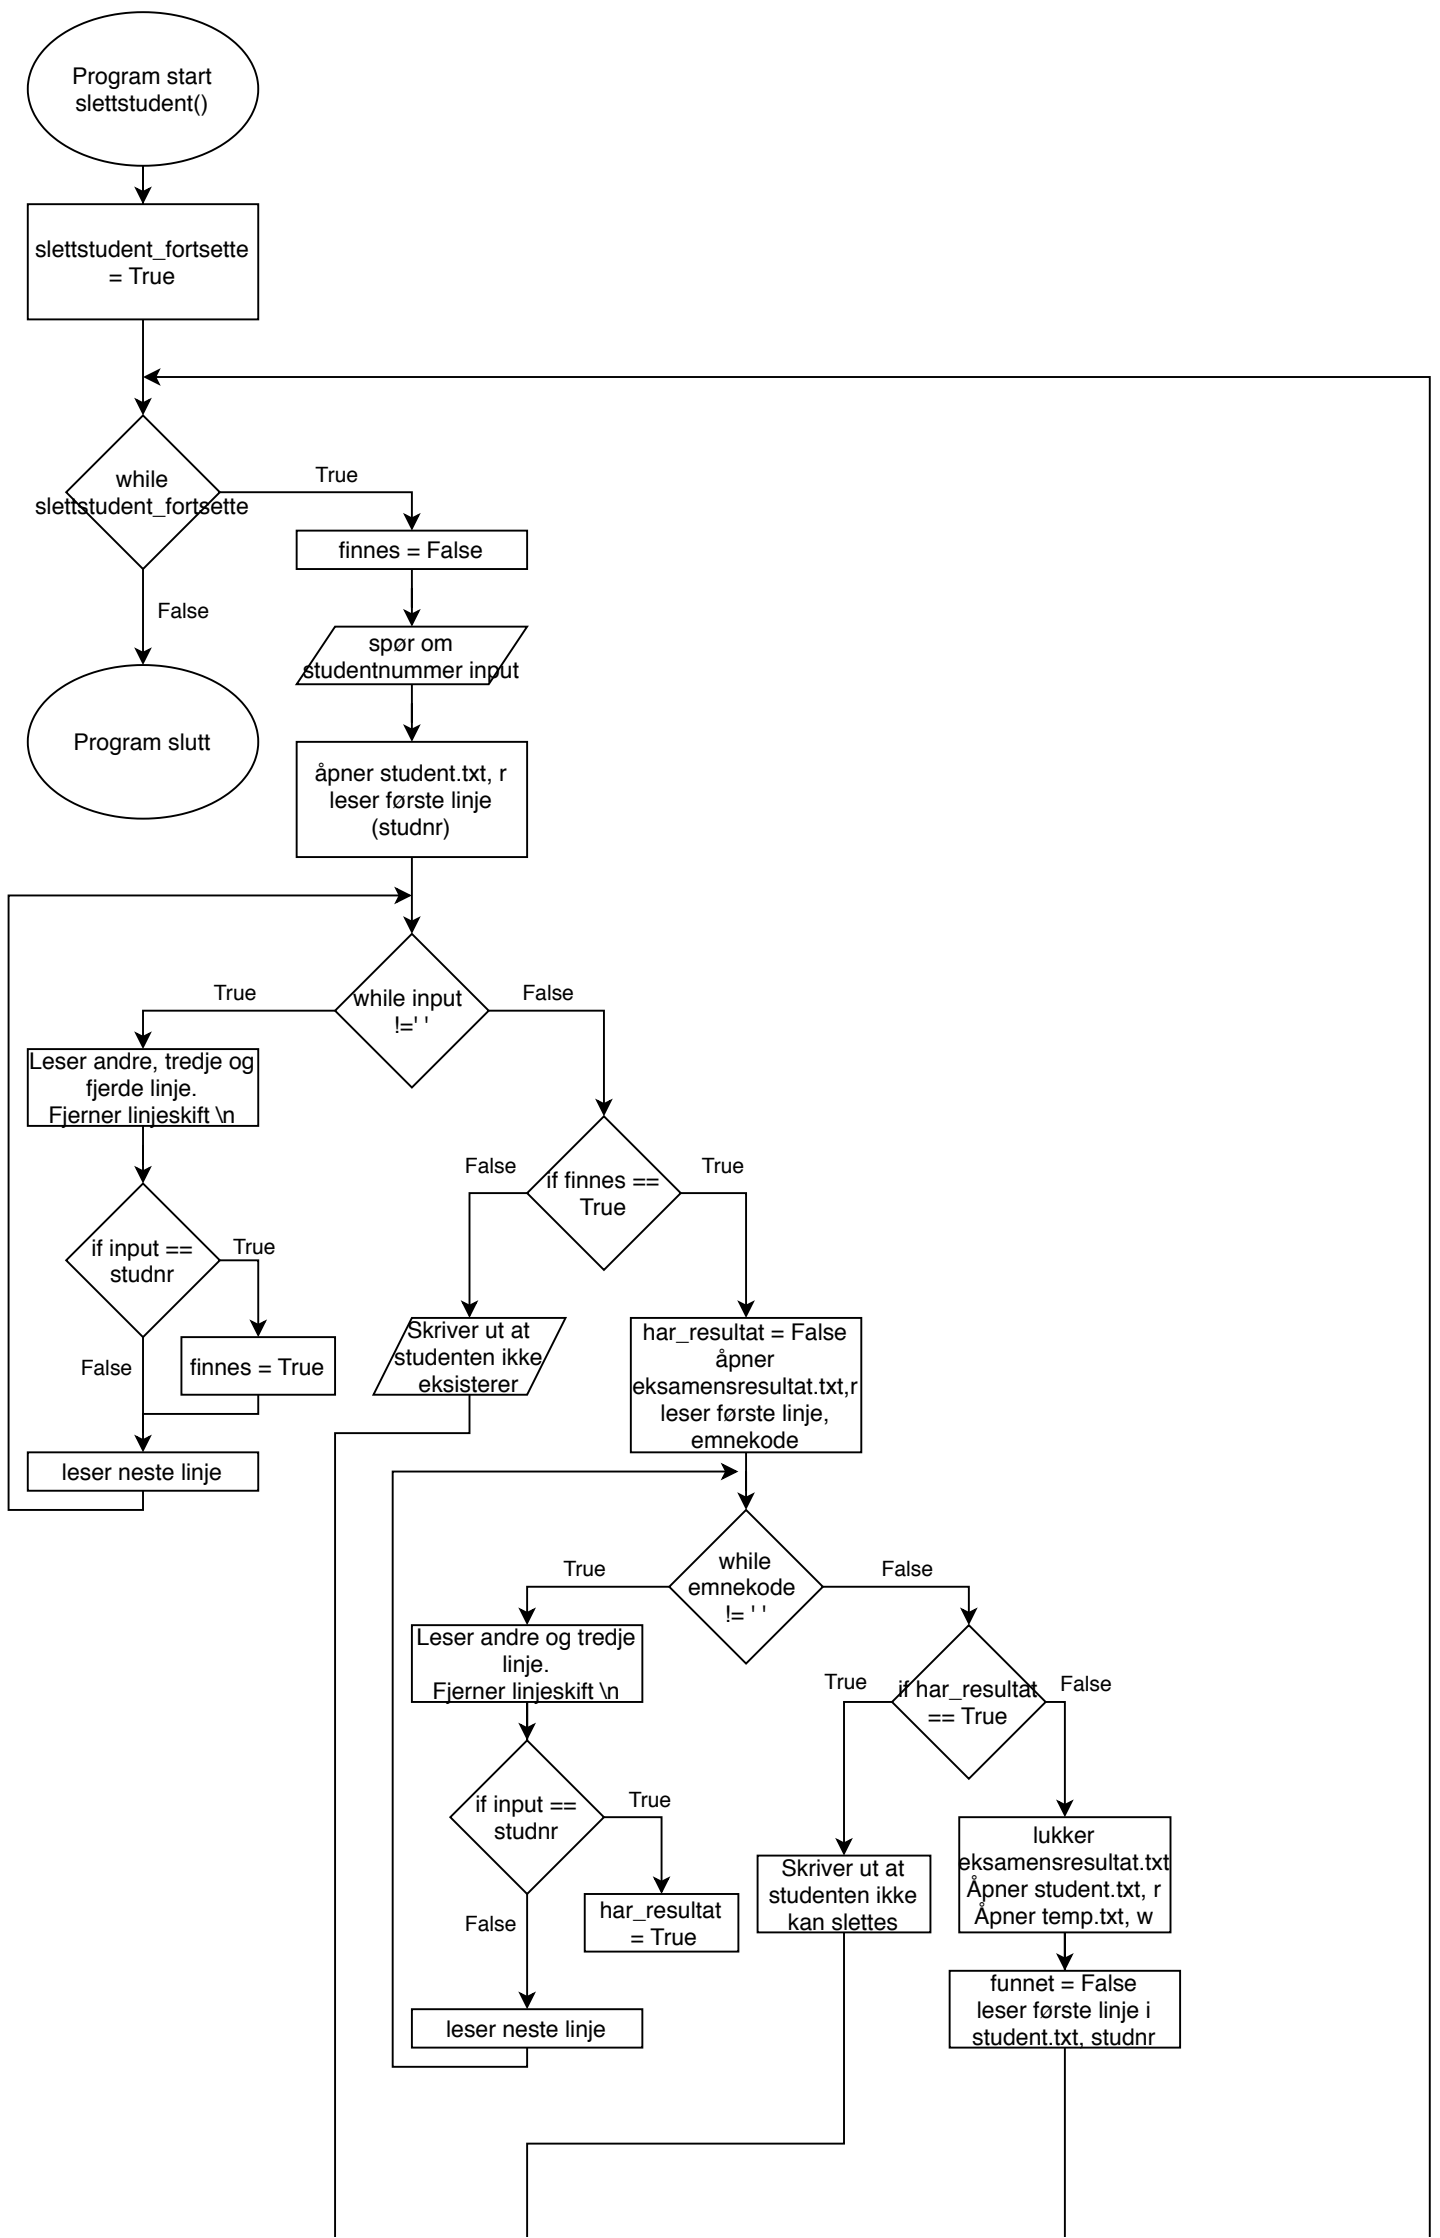 Program start
slettstudent()
slettstudent_fortsette
= True
while
slettstudent_fortsette
True
False
finnes = False
spør om
studentnummer input
Program slutt
åpner student.txt, r
leser første linje
(studnr)
while input
!=' '
True
False
Leser andre, tredje og
fjerde linje.
Fjerner linjeskift \n
if finnes ==
True
False
True
if input ==
studnr
True
False
finnes = True
leser neste linje
Skriver ut at
studenten ikke
eksisterer
har_resultat = False
åpner
eksamensresultat.txt,r
leser første linje,
emnekode
while
emnekode
!= ' '
True
False
Leser andre og tredje
linje.
Fjerner linjeskift \n
if har_resultat
== True
True
False
if input ==
studnr
True
False
har_resultat
= True
leser neste linje
Skriver ut at
studenten ikke
kan slettes
lukker
eksamensresultat.txt
Åpner student.txt, r
Åpner temp.txt, w
funnet = False
leser første linje i
student.txt, studnr